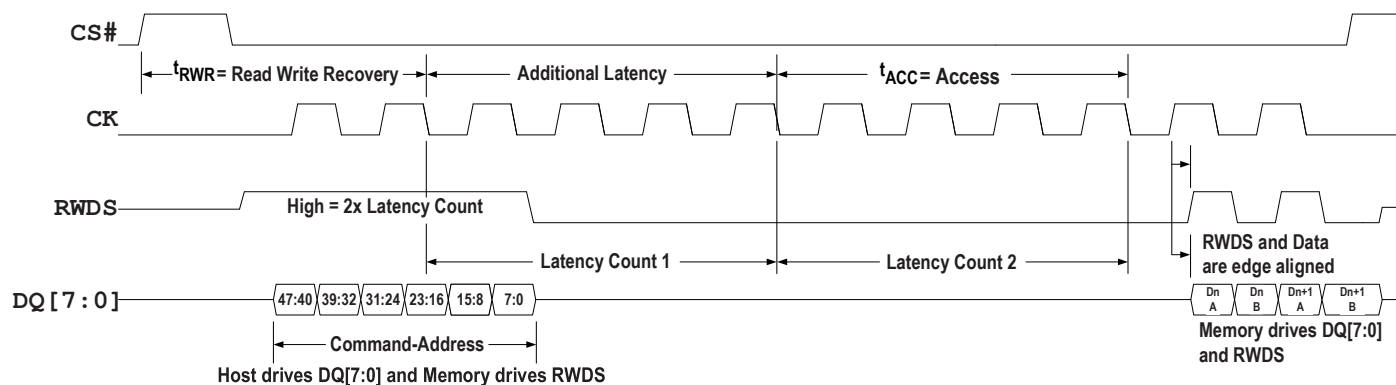 CS#
tRWR= Read Write Recovery
Additional Latency
tACC= Access
CK
RWDS
High = 2x Latency Count
RWDS and Data
are edge aligned
Latency Count 1
Latency Count 2
DQ[7:0]
47:40 39:32 31:24 23:16 15:8 7:0
Dn
A
Dn
B
Dn+1
A
Dn+1
B
Command-Address
Memory drives DQ[7:0]
and RWDS
Host drives DQ[7:0] and Memory drives RWDS